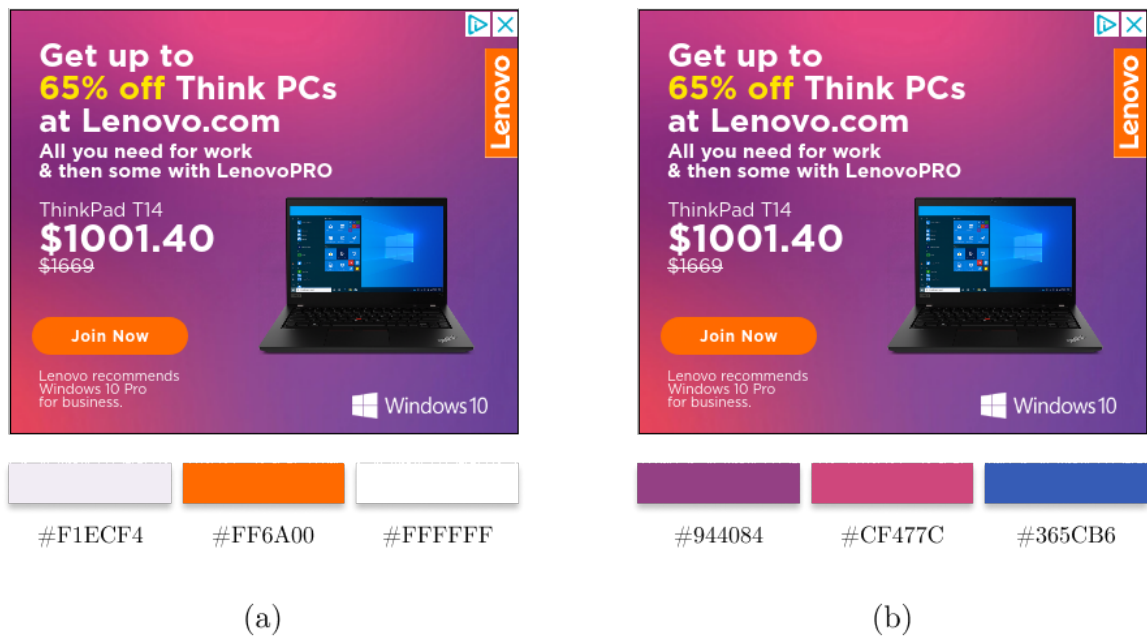 Get up to
65% off Think PCs
at Lenovo.com
All you need for work
& then some with LenovoPRO
Lenovo
ThinkPad T14
$1001.40
$1669
Join Now
Lenovo recommends
Windows 10 Pro
for business.
Windows 10
#F1ECF4 #FF6A00 #FFFFFF
(a)
Get up to
65% off Think PCs
at Lenovo.com
All you need for work
& then some with LenovoPRO
Lenovo
ThinkPad T14
$1001.40
$1669
Join Now
Lenovo recommends
Windows 10 Pro
for business.
Windows 10
#944084 #CF477C #365CB6
(b)